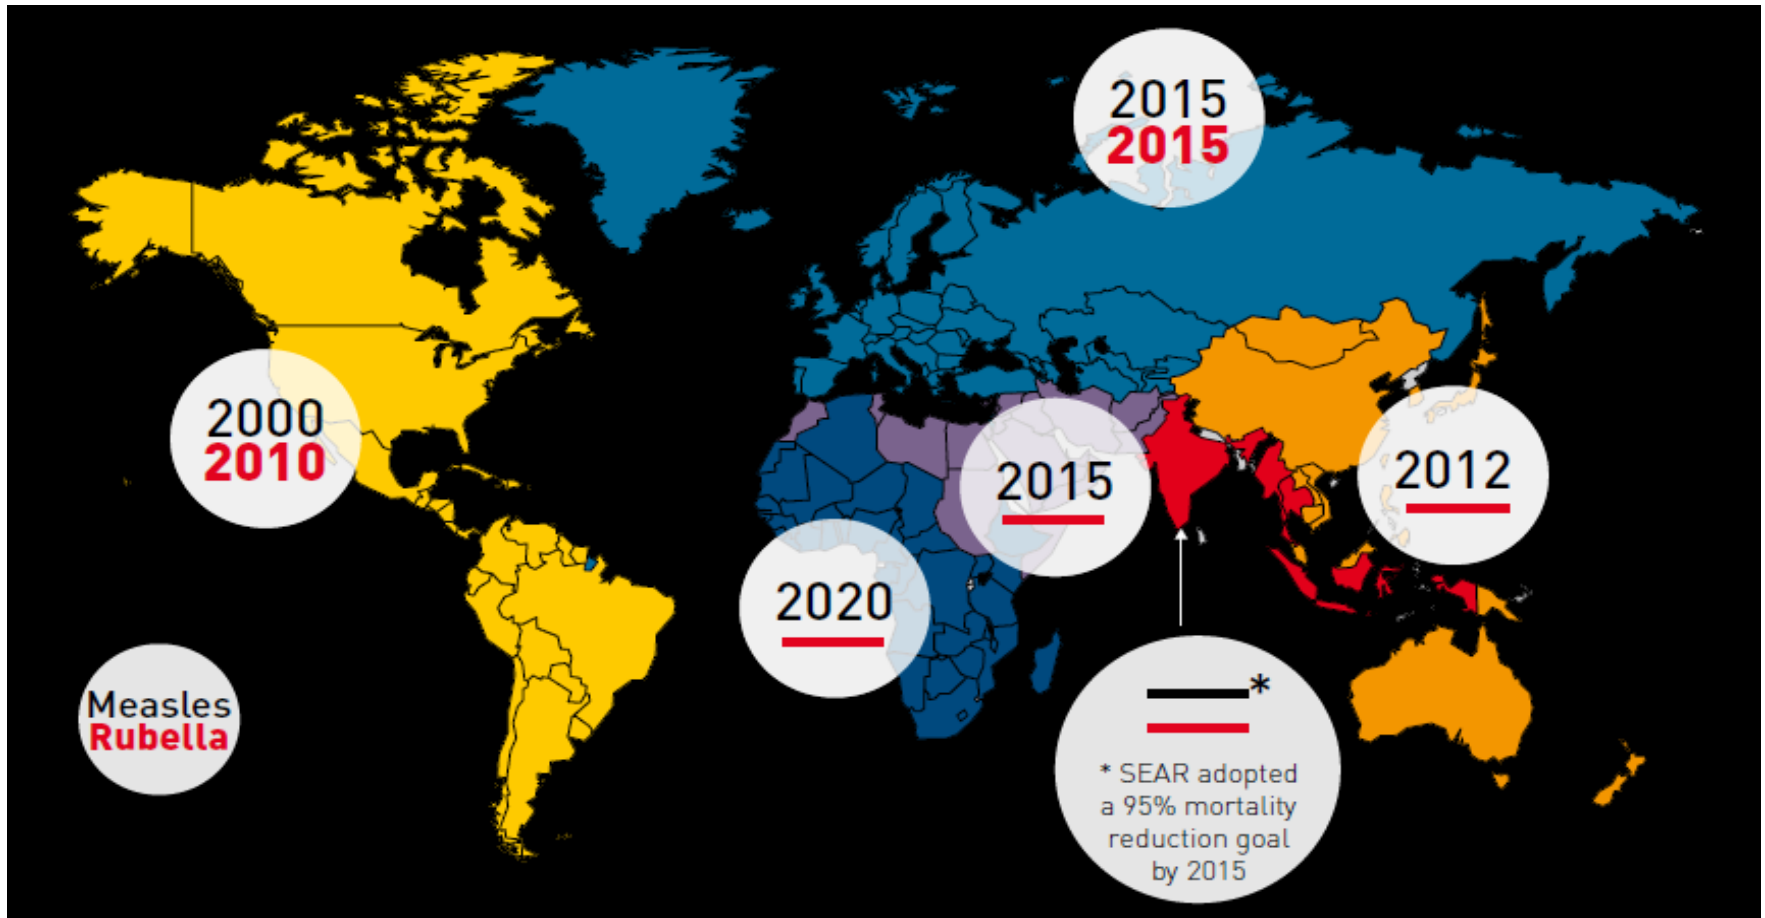 2015
2015
2000
2010
2015
2012
2020
Measles
Rubella
*
* SEAR adopted
a 95% mortality
reduction goal
by 2015